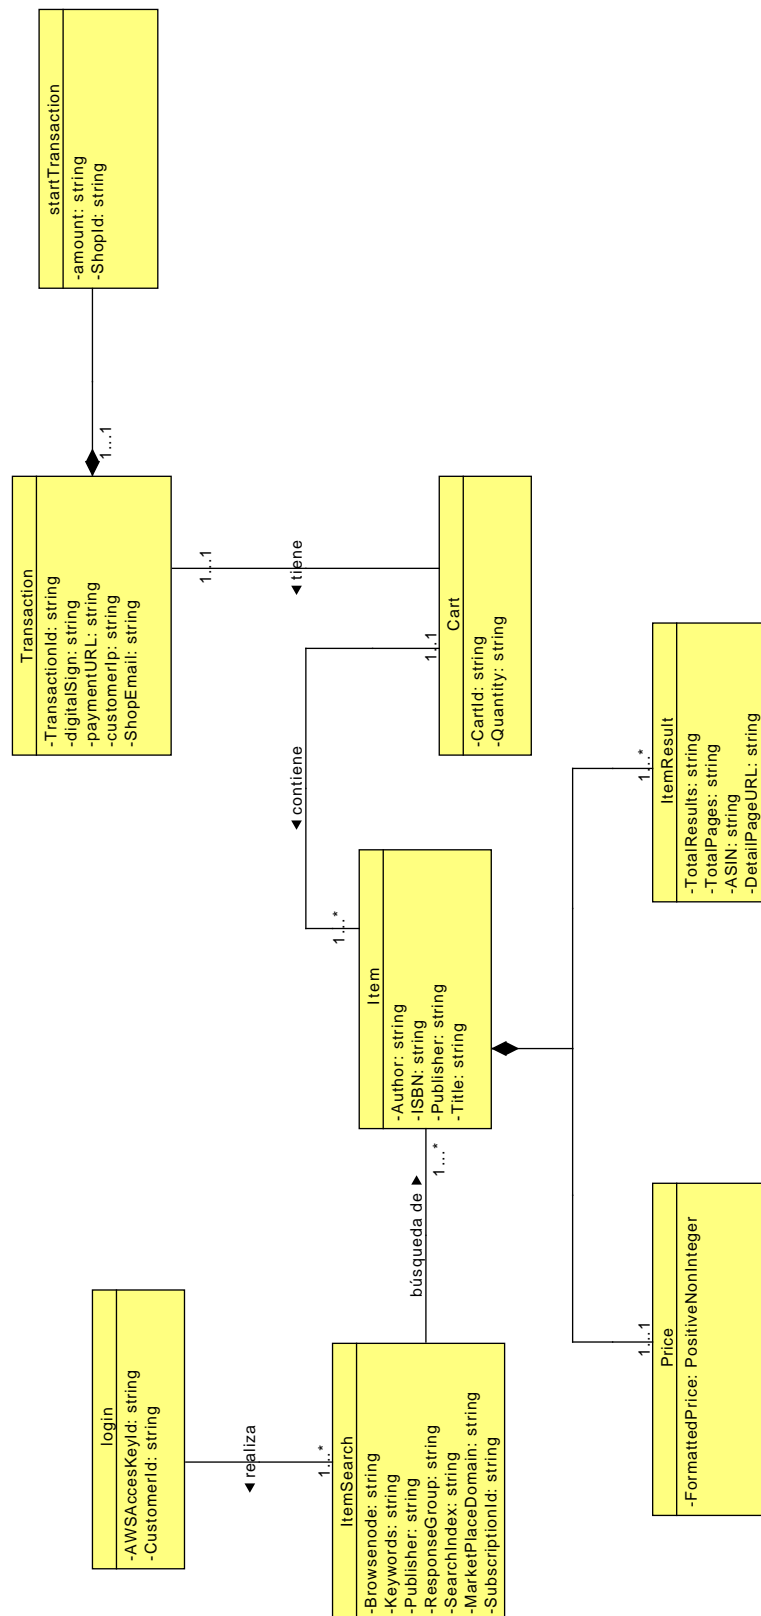 startTransaction
-amount: string
-ShopId: string
1...1
Transaction
-TransactionId: string
-digitalSign: string
-paymentURL: string
-customerIp: string
-ShopEmail: string
1...1
◄ tiene
Cart
-CartId: string
-Quantity: string
1...1
◄ contiene
1...*
Item
-Author: string
-ISBN: string
-Publisher: string
-Title: string
1...*
ItemResult
-TotalResults: string
-TotalPages: string
-ASIN: string
-DetailPageURL: string
1...*
búsqueda de ►
login
-AWSAccesKeyId: string
-CustomerId: string
◄ realiza
1...*
ItemSearch
-Browsenode: string
-Keywords: string
-Publisher: string
-ResponseGroup: string
-SearchIndex: string
-MarketPlaceDomain: string
-SubscriptionId: string
1...1
Price
-FormattedPrice: PositiveNonInteger